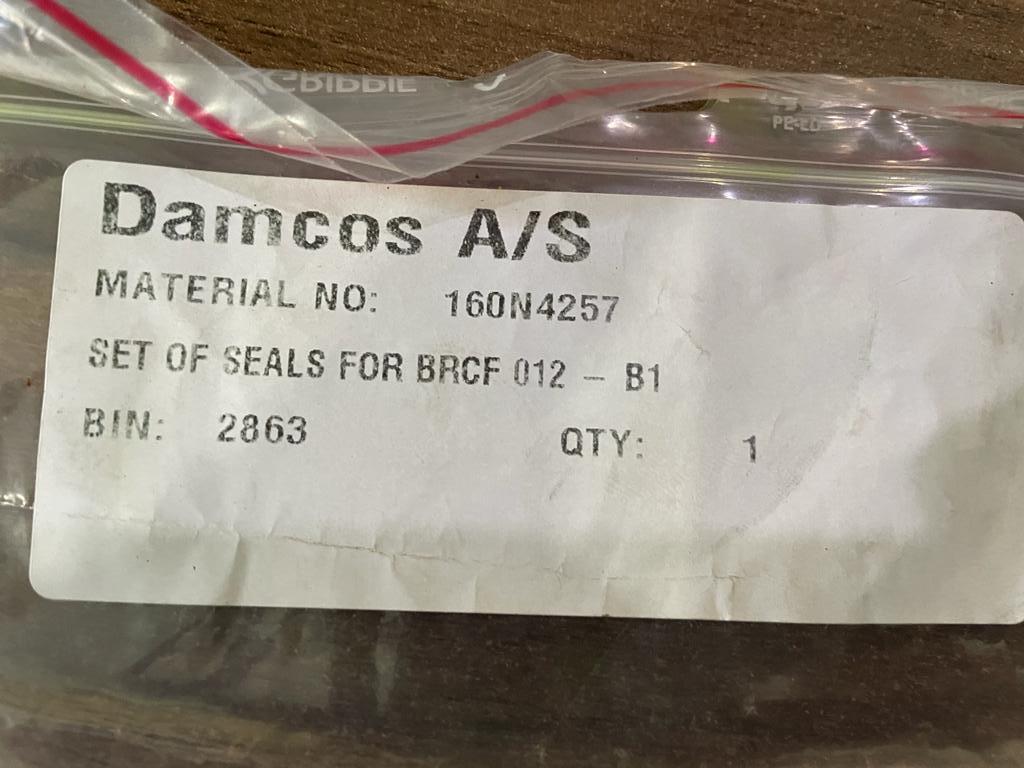 Damcos A/S
MATERIAL NO: 160N4257
SET OF SEALS FOR BRCF 012 – B1
BIN: 2863 QTY: 1